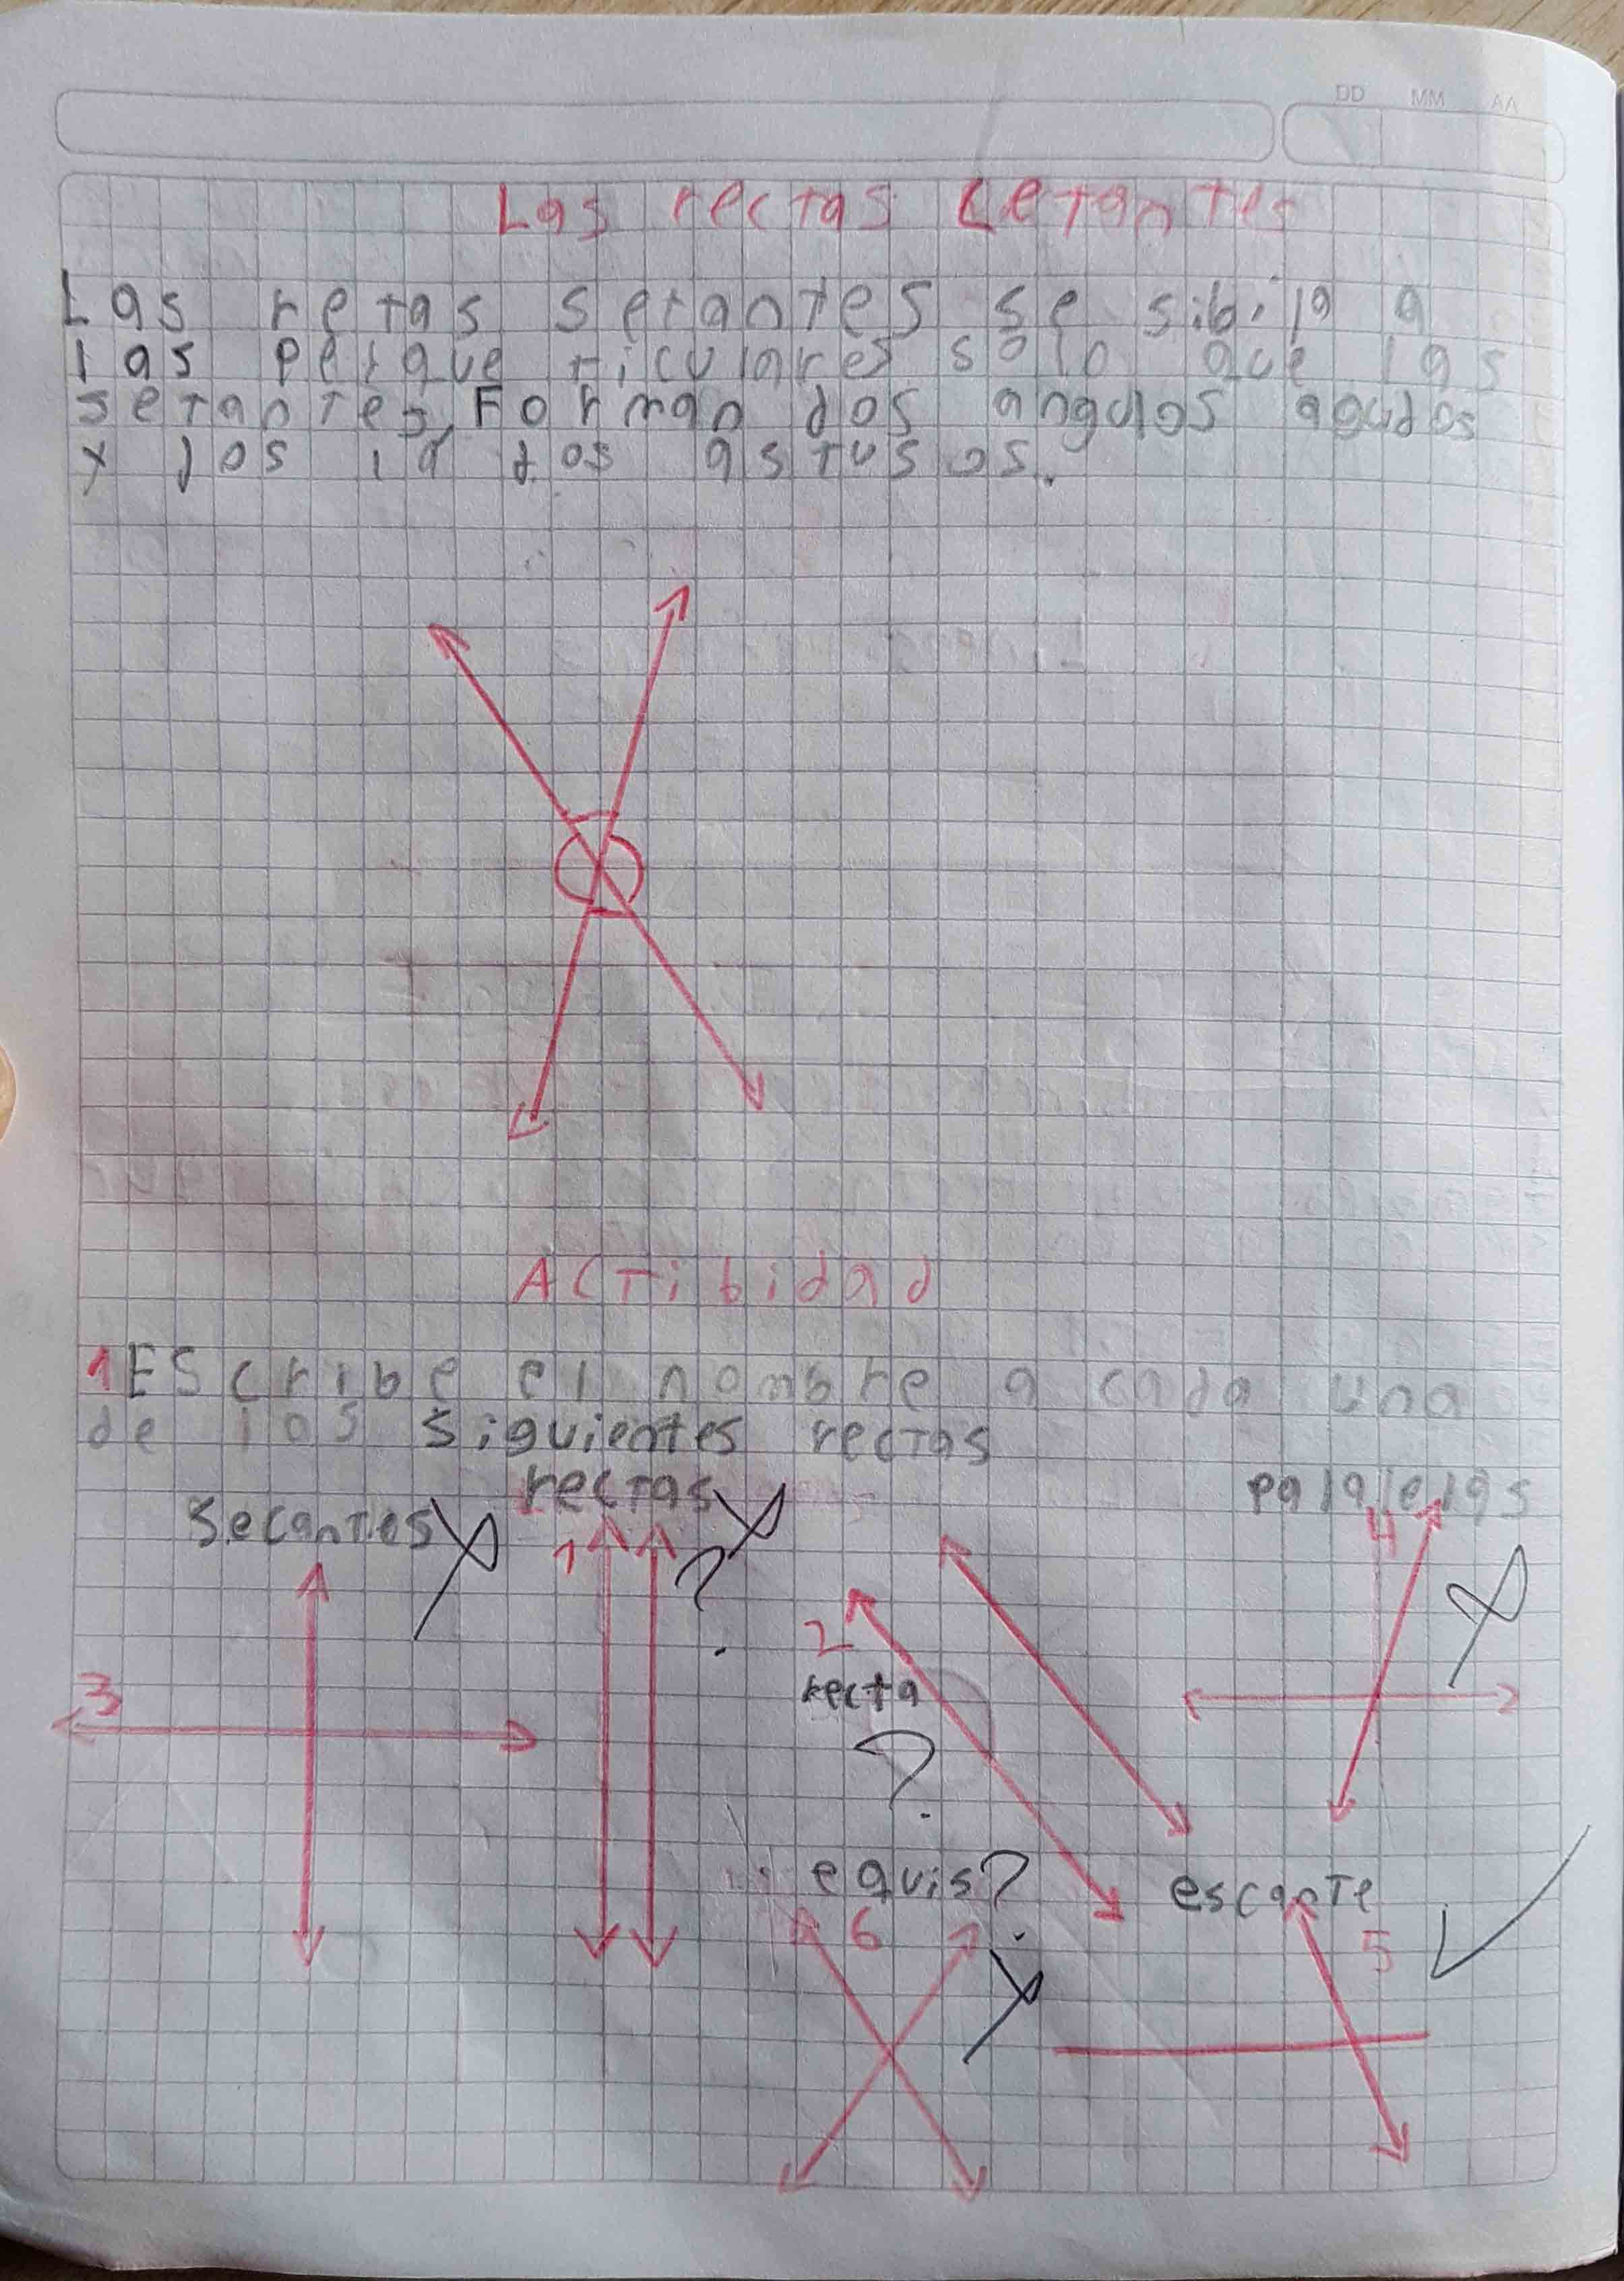 DD MM AA
Las rectas Cetantes
Las retas setantes se sibila a
las perque ticulares solo que las
setantes, Forman dos angulos agudos
y dos astusos.
ACTibidad
1 EScribe el nombre a cada una
de los siguientes rectas
secantes
rectas
palalelas
1
?
4
2
recta
?
3
equis?
6
escante
5